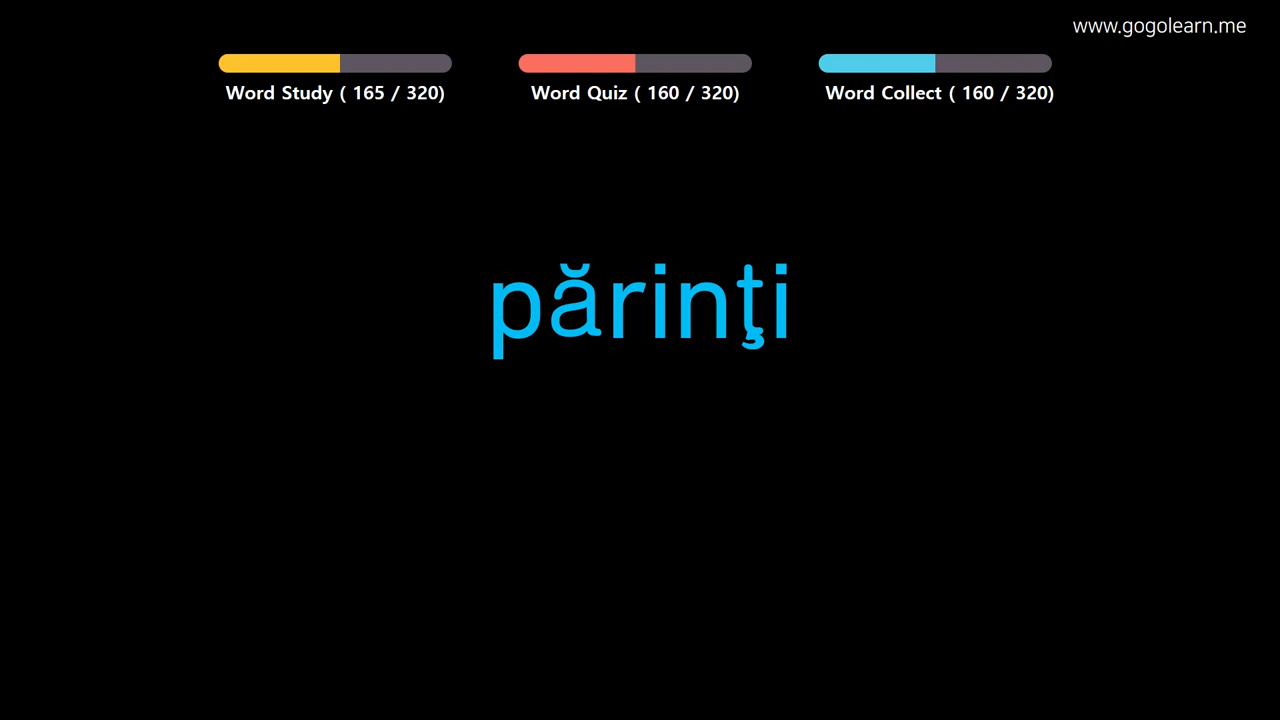 www.gogolearn.me
Word Study ( 165 / 320)
Word Quiz ( 160 / 320)
Word Collect ( 160 / 320)
părinţi